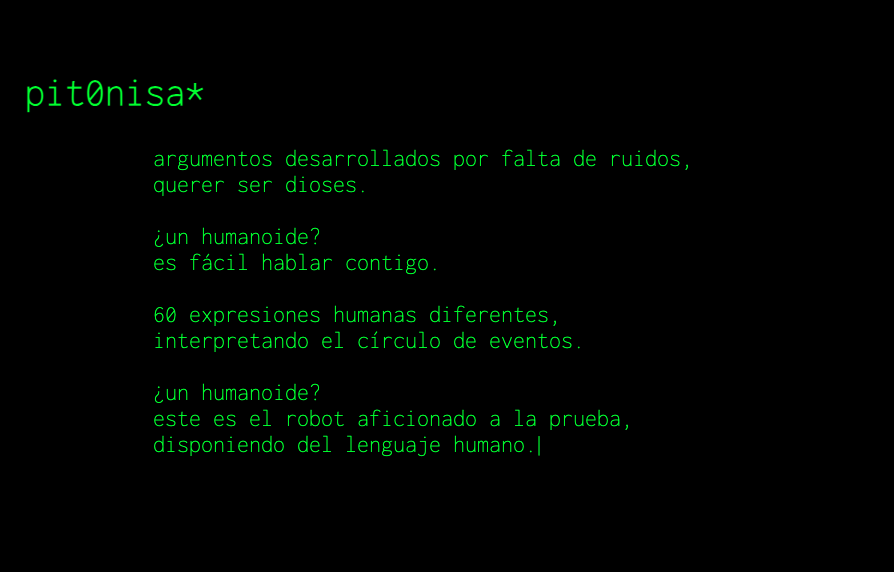 pit0nisa*
argumentos desarrollados por falta de ruidos,
querer ser dioses.
¿un humanoide?
es fácil hablar contigo.
60 expresiones humanas diferentes,
interpretando el círculo de eventos.
¿un humanoide?
este es el robot aficionado a la prueba,
disponiendo del lenguaje humano.|